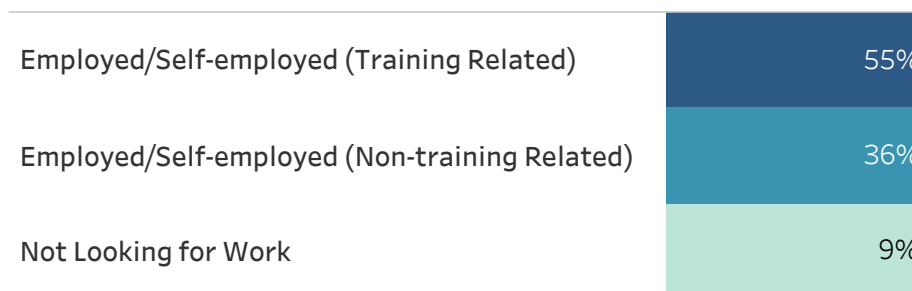 Employed/Self-employed (Training Related) 55%
Employed/Self-employed (Non-training Related) 36%
Not Looking for Work 9%